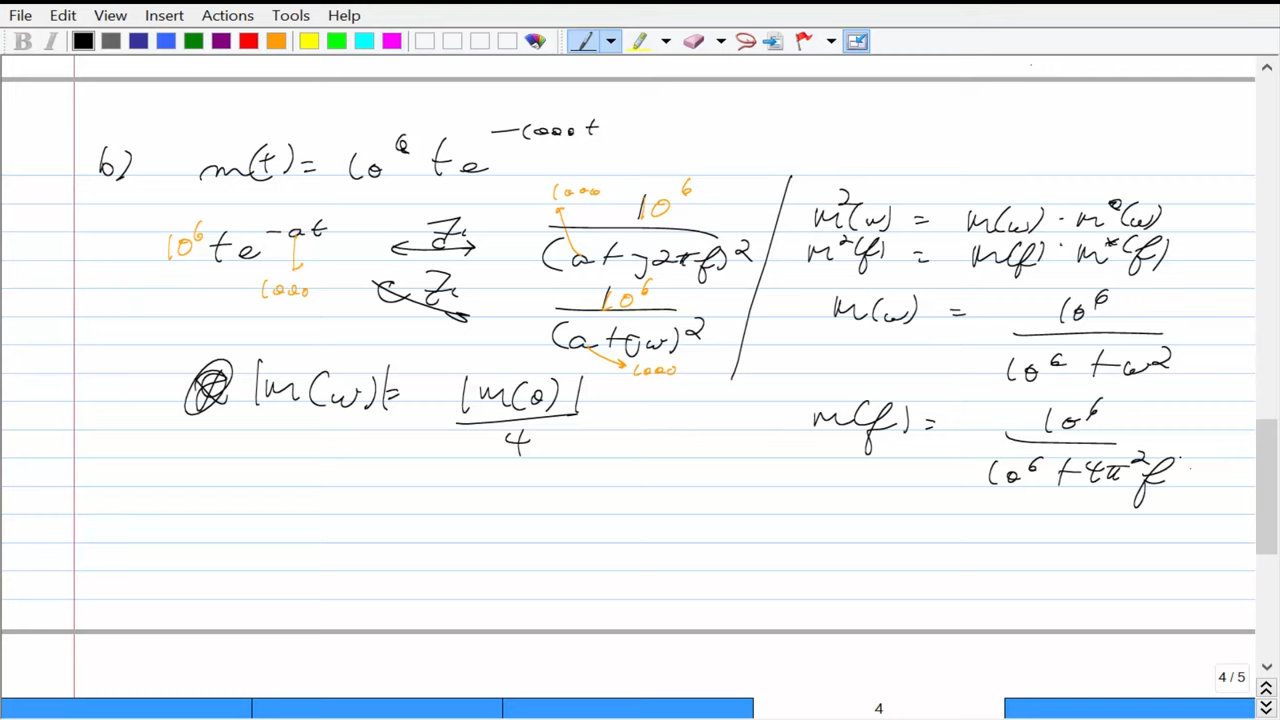 File Edit View Insert Actions Tools Help
b) m(t) = 10^6 t e^{-1000t}
10^6 t e^{-at} ⟷ 10^6 / (a + j2πf)^2
1000
1000
10^6 / (a + jω)^2
1000
|M(ω)| = |M(0)| / 4
M^2(ω) = M(ω) · M*(ω)
M^2(f) = M(f) · M*(f)
M(ω) = 10^6 / (10^6 + ω^2)
M(f) = 10^6 / (10^6 + 4π^2 f
4 / 5
4